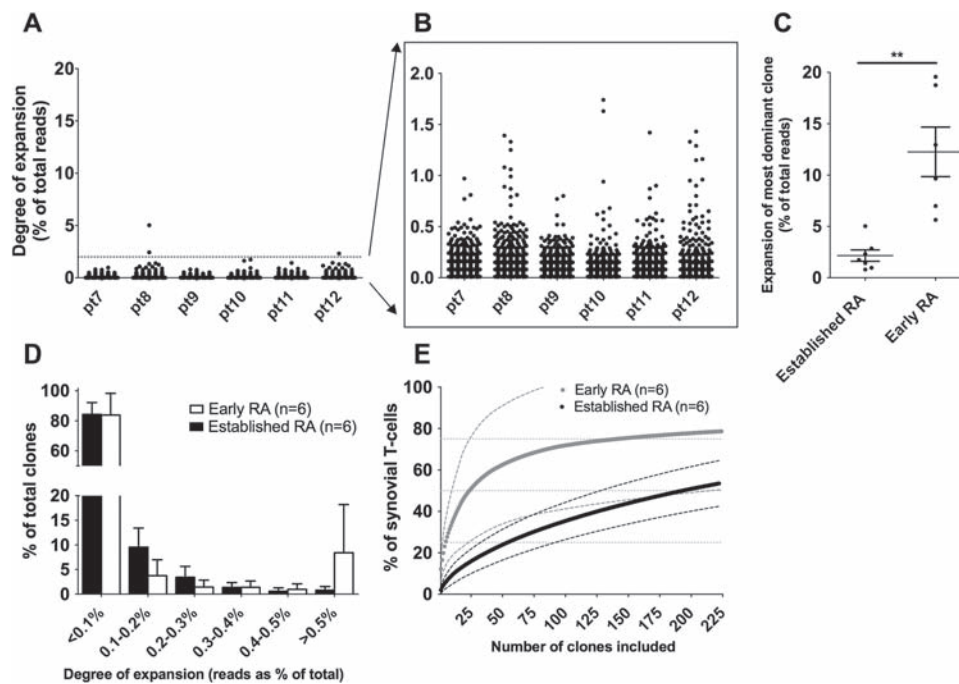 A
Degree of expansion
(% of total reads)
20
15
10
5
0
pt7
pt8
pt9
pt10
pt11
pt12
B
2.0
1.5
1.0
0.5
0.0
pt7
pt8
pt9
pt10
pt11
pt12
C
Expansion of most dominant clone
(% of total reads)
**
20
15
10
5
0
Established RA
Early RA
D
% of total clones
100
80
60
20
15
10
5
0
Early RA (n=6)
Established RA (n=6)
<0.1%
0.1-0.2%
0.2-0.3%
0.3-0.4%
0.4-0.5%
>0.5%
Degree of expansion (reads as % of total)
E
% of synovial T-cells
100
80
60
40
20
0
Early RA (n=6)
Established RA (n=6)
25
50
75
100
125
150
175
200
225
Number of clones included